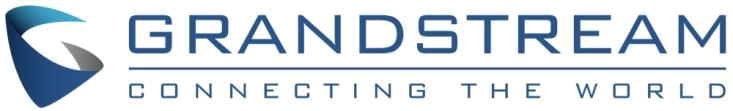 GRANDSTREAM
CONNECTING THE WORLD